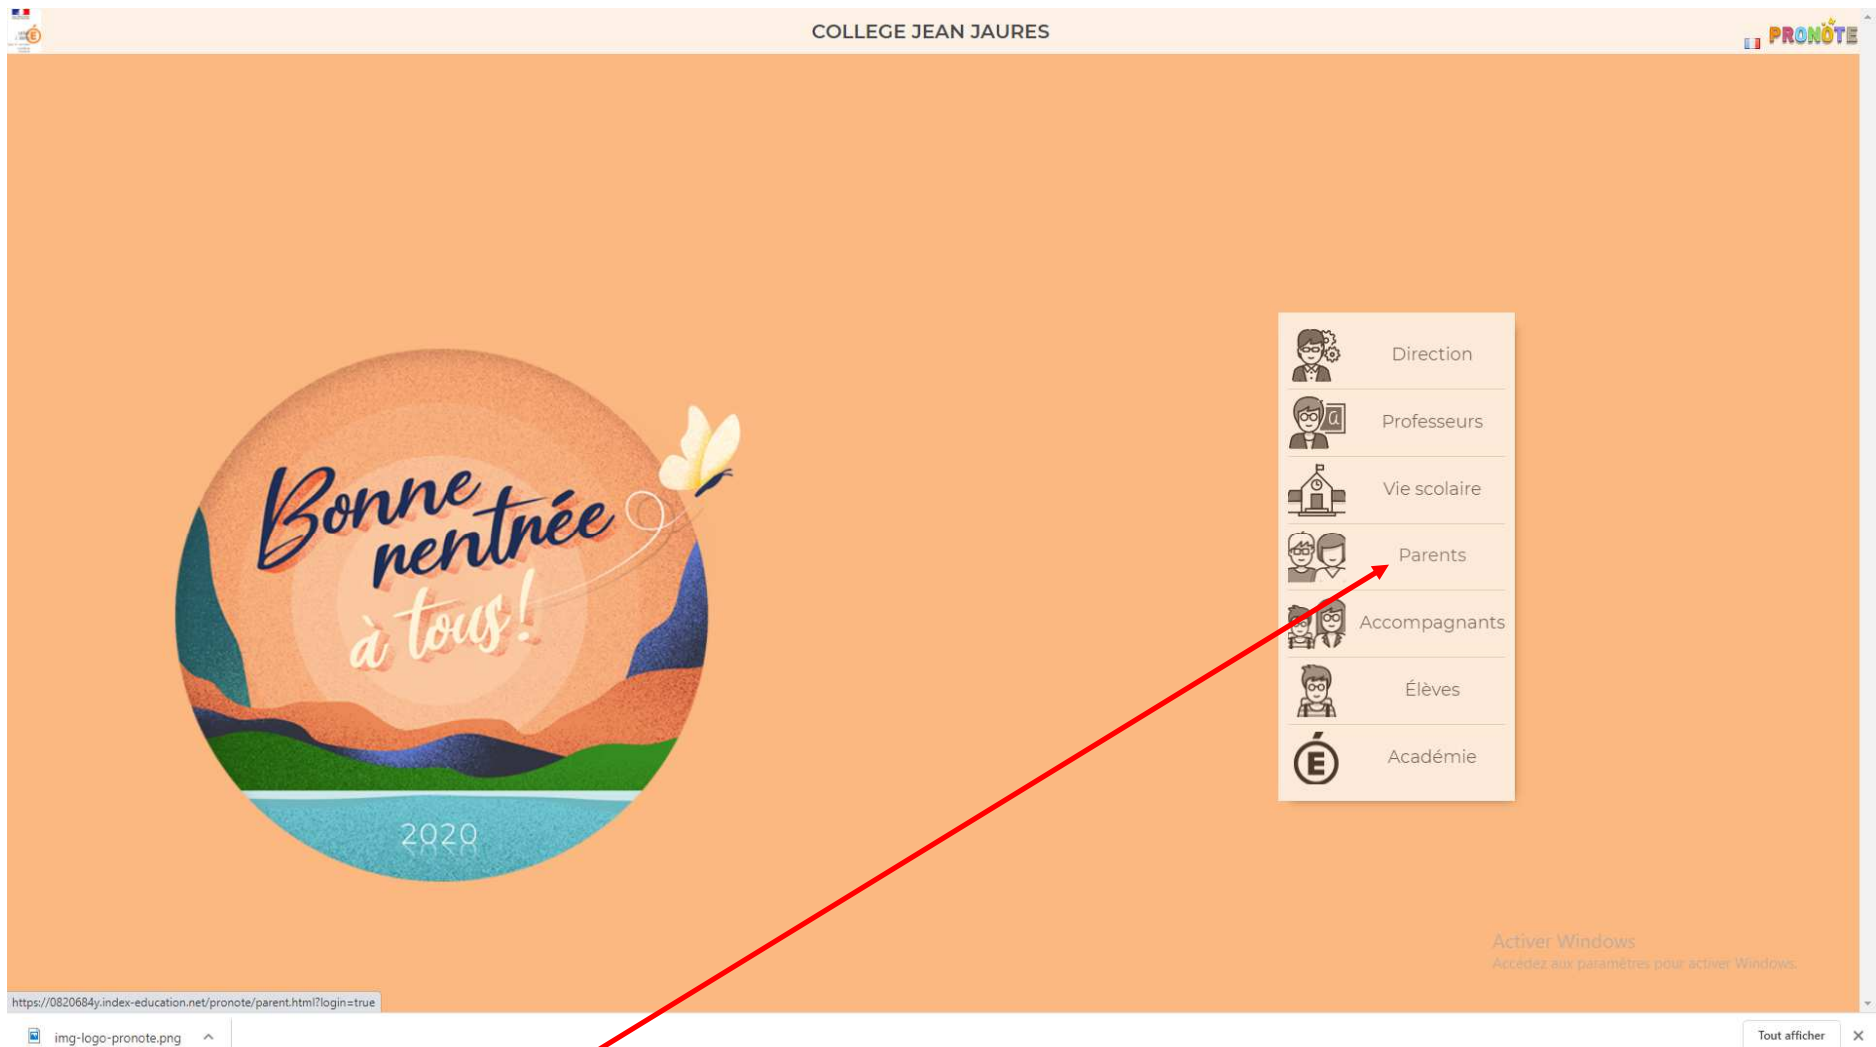 COLLEGE JEAN JAURES
PRONOTE
Direction
Professeurs
Vie scolaire
Parents
Accompagnants
Élèves
Académie
Bonne
rentrée
à tous!
2020
Activer Windows
Accédez aux paramètres pour activer Windows.
https://0820684y.index-education.net/pronote/parent.html?login=true
img-logo-pronote.png
Tout afficher